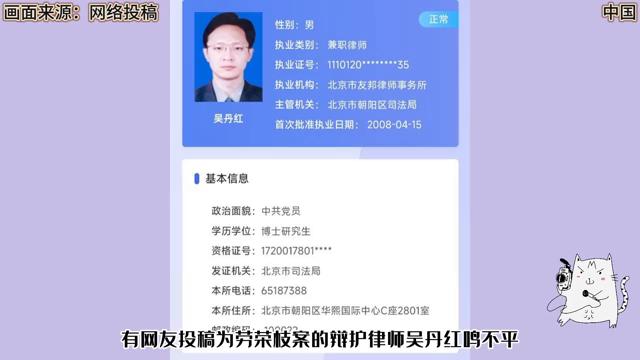 画面来源：网络投稿
中国
性别：男
正常
执业类别：兼职律师
执业证号：1110120********35
执业机构：北京市友邦律师事务所
主管机关：北京市朝阳区司法局
吴丹红
首次批准执业日期：2008-04-15
基本信息
政治面貌：中共党员
学历学位：博士研究生
资格证号：1720017801****
发证机关：北京市司法局
本所电话：65187388
本所住所：北京市朝阳区华熙国际中心C座2801室
有网友投稿为劳荣枝案的辩护律师吴丹红鸣不平